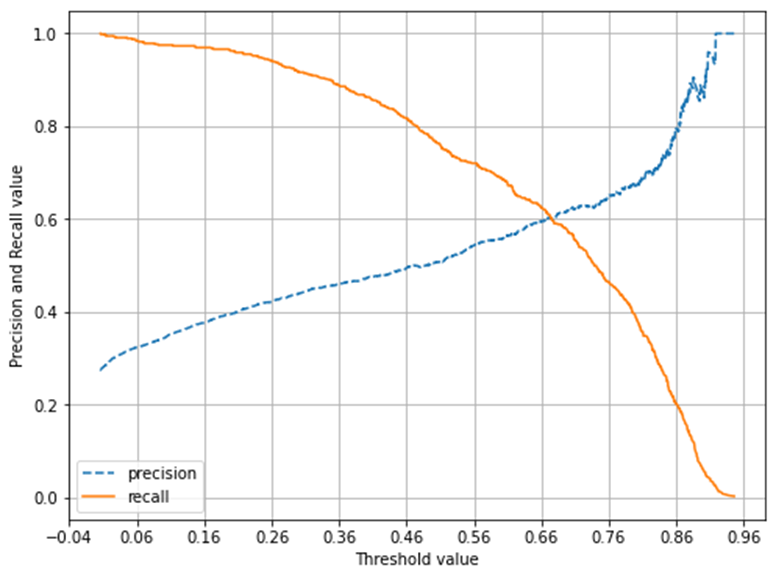 1.0
0.8
0.6
0.4
0.2
0.0
Precision and Recall value
precision
recall
−0.04 0.06 0.16 0.26 0.36 0.46 0.56 0.66 0.76 0.86 0.96
Threshold value